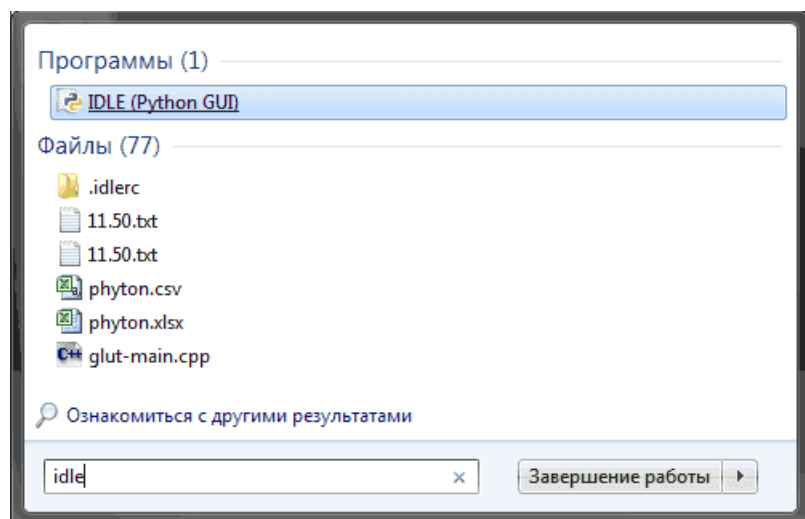 Программы (1)
IDLE (Python GUI)
Файлы (77)
.idlerc
11.50.txt
11.50.txt
phyton.csv
phyton.xlsx
C++ glut-main.cpp
Ознакомиться с другими результатами
idle Завершение работы